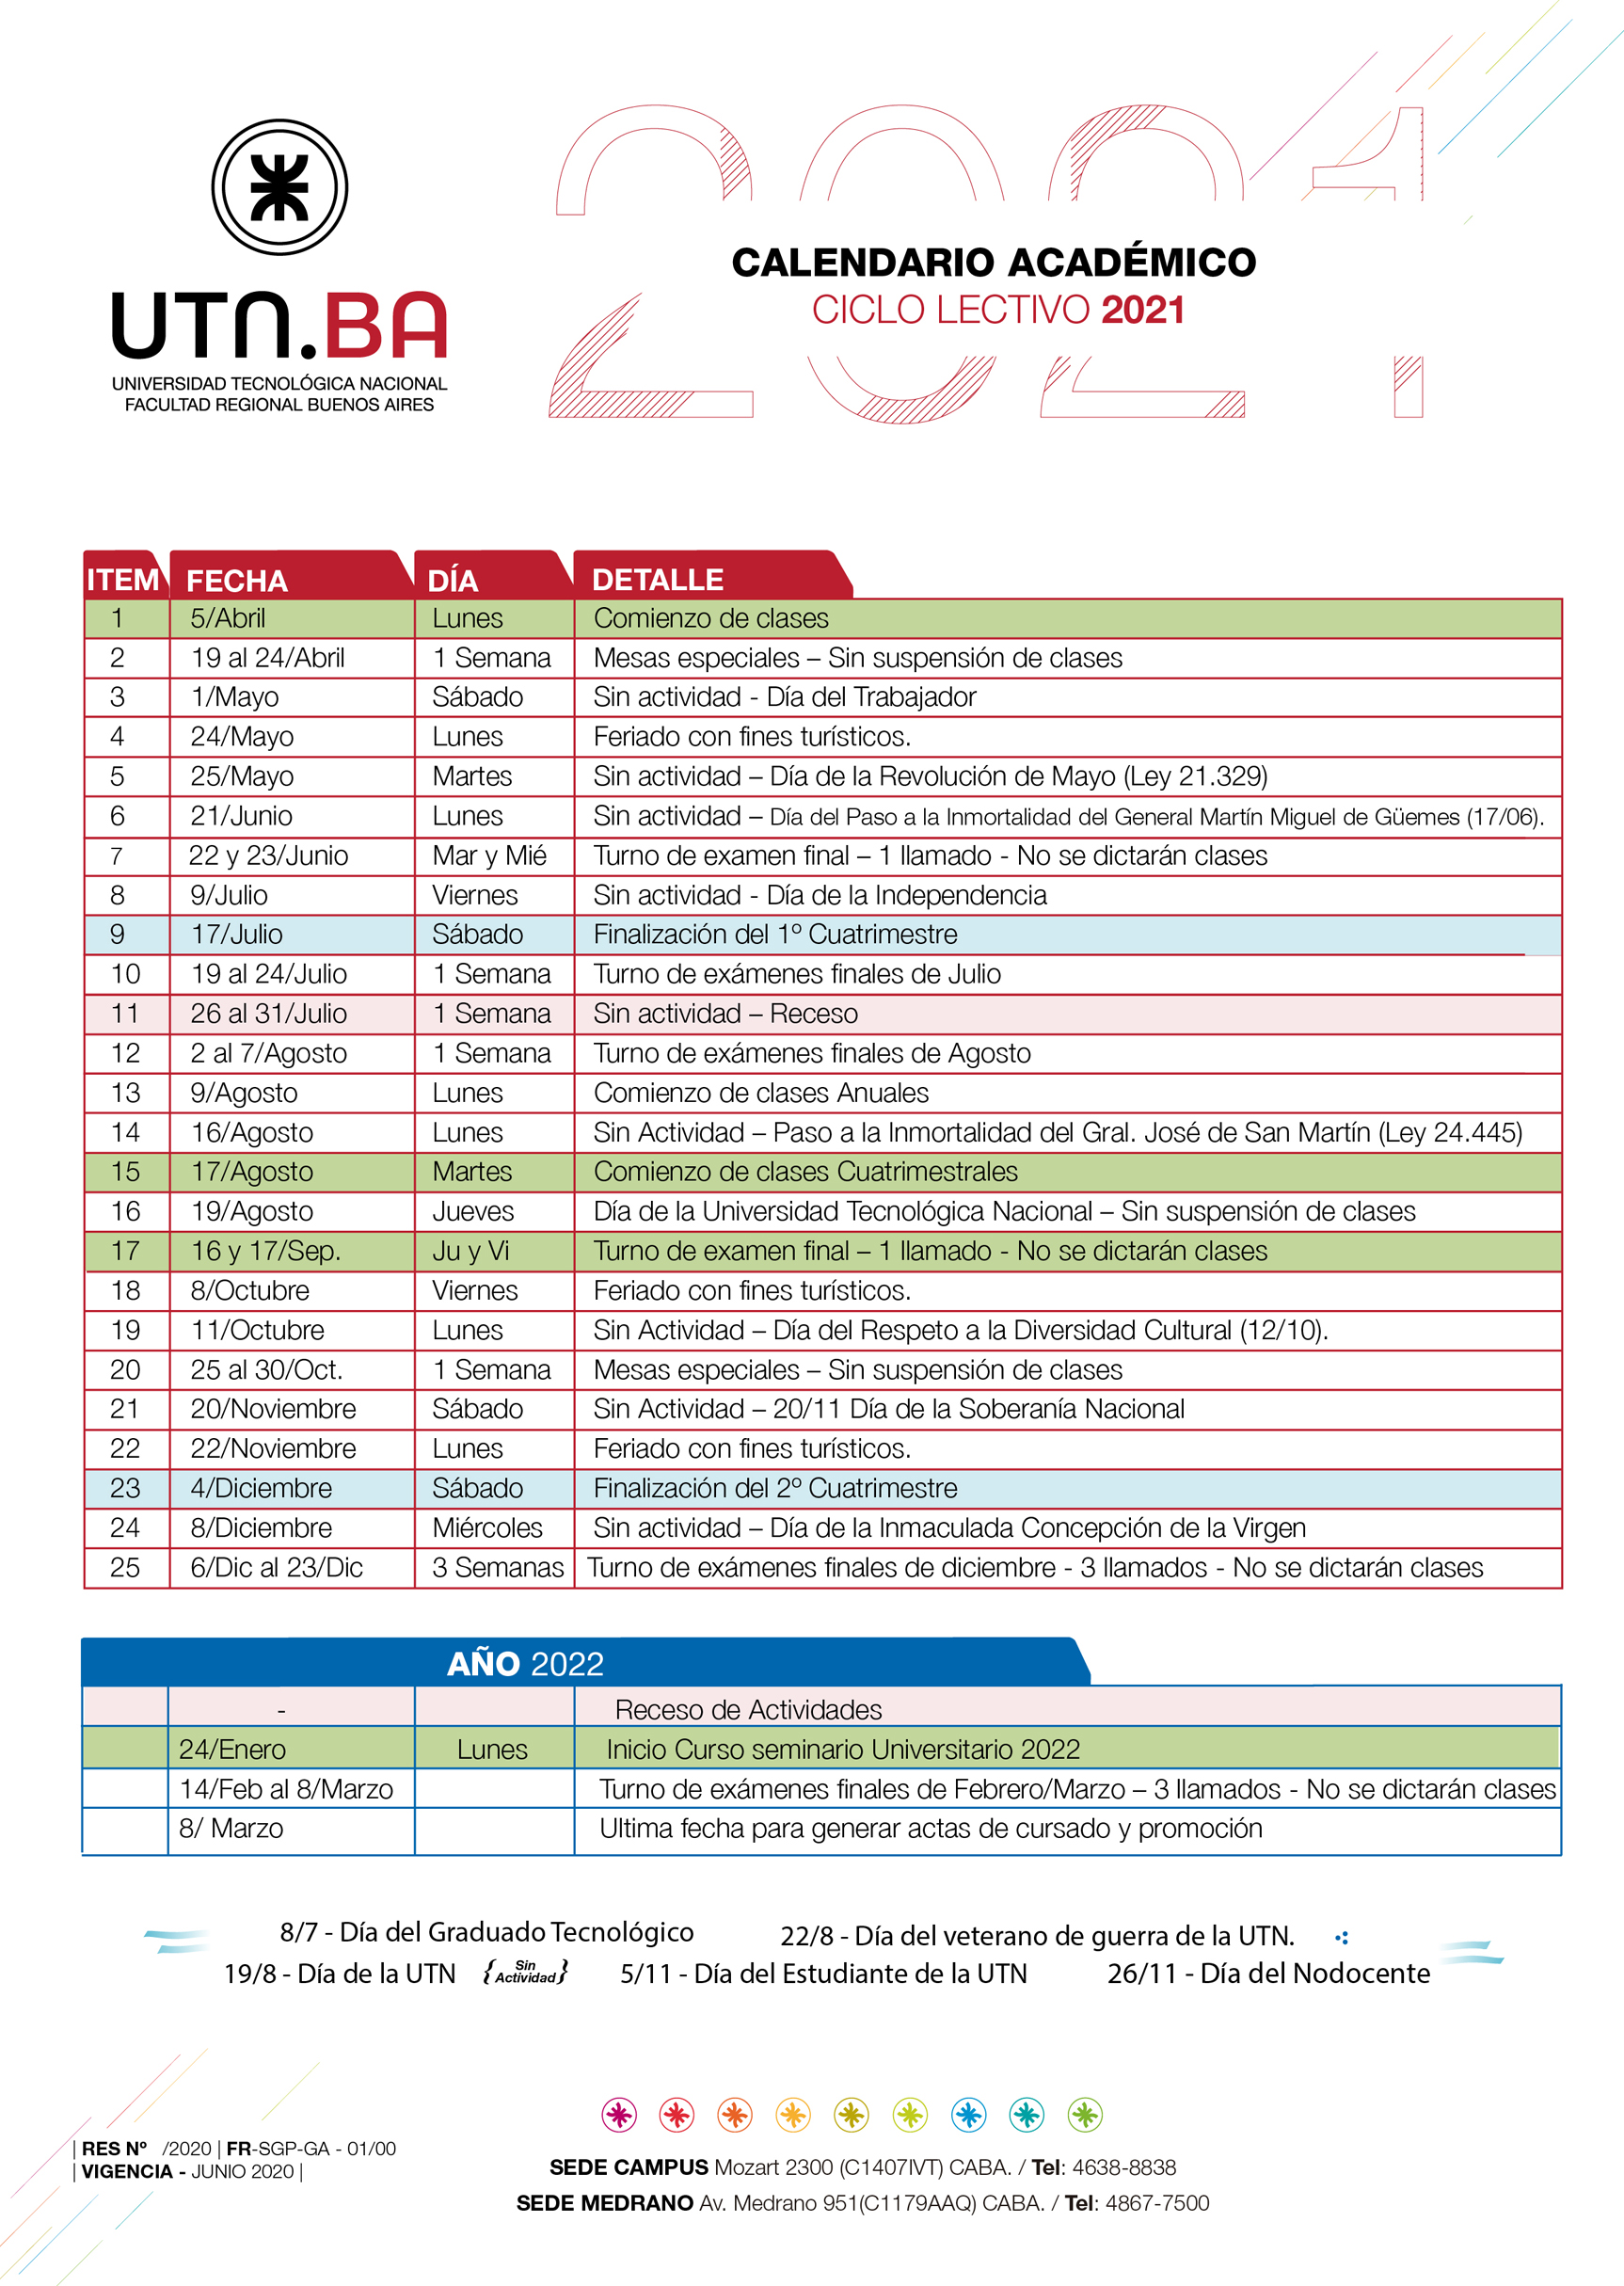 2021
UTN.BA
UNIVERSIDAD TECNOLÓGICA NACIONAL
FACULTAD REGIONAL BUENOS AIRES
CALENDARIO ACADÉMICO
CICLO LECTIVO 2021
ITEM FECHA DÍA DETALLE
1 5/Abril Lunes Comienzo de clases
2 19 al 24/Abril 1 Semana Mesas especiales – Sin suspensión de clases
3 1/Mayo Sábado Sin actividad - Día del Trabajador
4 24/Mayo Lunes Feriado con fines turísticos.
5 25/Mayo Martes Sin actividad – Día de la Revolución de Mayo (Ley 21.329)
6 21/Junio Lunes Sin actividad – Día del Paso a la Inmortalidad del General Martín Miguel de Güemes (17/06).
7 22 y 23/Junio Mar y Mié Turno de examen final – 1 llamado - No se dictarán clases
8 9/Julio Viernes Sin actividad - Día de la Independencia
9 17/Julio Sábado Finalización del 1º Cuatrimestre
10 19 al 24/Julio 1 Semana Turno de exámenes finales de Julio
11 26 al 31/Julio 1 Semana Sin actividad – Receso
12 2 al 7/Agosto 1 Semana Turno de exámenes finales de Agosto
13 9/Agosto Lunes Comienzo de clases Anuales
14 16/Agosto Lunes Sin Actividad – Paso a la Inmortalidad del Gral. José de San Martín (Ley 24.445)
15 17/Agosto Martes Comienzo de clases Cuatrimestrales
16 19/Agosto Jueves Día de la Universidad Tecnológica Nacional – Sin suspensión de clases
17 16 y 17/Sep. Ju y Vi Turno de examen final – 1 llamado - No se dictarán clases
18 8/Octubre Viernes Feriado con fines turísticos.
19 11/Octubre Lunes Sin Actividad – Día del Respeto a la Diversidad Cultural (12/10).
20 25 al 30/Oct. 1 Semana Mesas especiales – Sin suspensión de clases
21 20/Noviembre Sábado Sin Actividad – 20/11 Día de la Soberanía Nacional
22 22/Noviembre Lunes Feriado con fines turísticos.
23 4/Diciembre Sábado Finalización del 2º Cuatrimestre
24 8/Diciembre Miércoles Sin actividad – Día de la Inmaculada Concepción de la Virgen
25 6/Dic al 23/Dic 3 Semanas Turno de exámenes finales de diciembre - 3 llamados - No se dictarán clases
AÑO 2022
- Receso de Actividades
24/Enero Lunes Inicio Curso seminario Universitario 2022
14/Feb al 8/Marzo Turno de exámenes finales de Febrero/Marzo – 3 llamados - No se dictarán clases
8/ Marzo Ultima fecha para generar actas de cursado y promoción
8/7 - Día del Graduado Tecnológico 22/8 - Día del veterano de guerra de la UTN.
19/8 - Día de la UTN {Sin Actividad} 5/11 - Día del Estudiante de la UTN 26/11 - Día del Nodocente
| RES Nº /2020 | FR-SGP-GA - 01/00
| VIGENCIA - JUNIO 2020 |
SEDE CAMPUS Mozart 2300 (C1407IVT) CABA. / Tel: 4638-8838
SEDE MEDRANO Av. Medrano 951(C1179AAQ) CABA. / Tel: 4867-7500